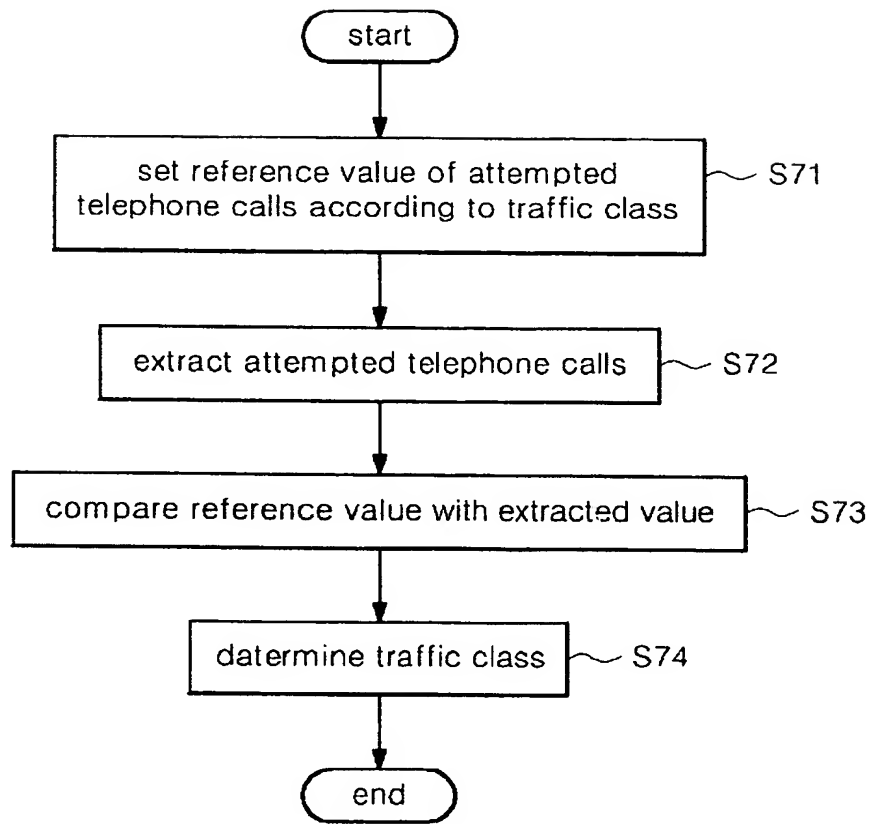 start
set reference value of attempted
telephone calls according to traffic class
S71
extract attempted telephone calls
S72
compare reference value with extracted value
S73
datermine traffic class
S74
end